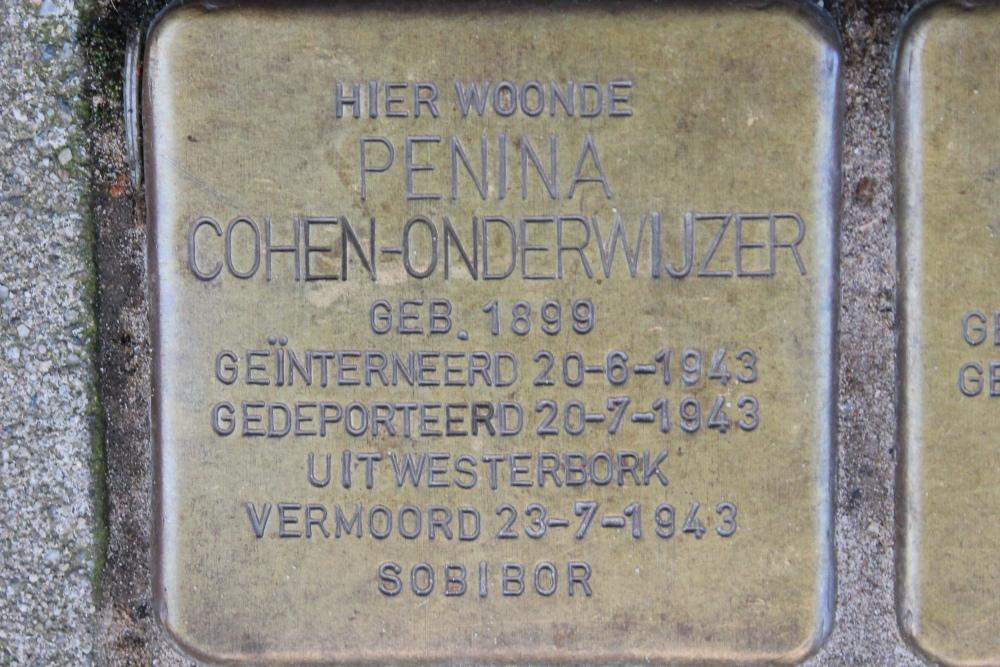 HIER WOONDE
PENINA
COHEN-ONDERWIJZER
GEB. 1899
GEÏNTERNEERD 20-6-1943
GEDEPORTEERD 20-7-1943
UIT WESTERBORK
VERMOORD 23-7-1943
SOBIBOR